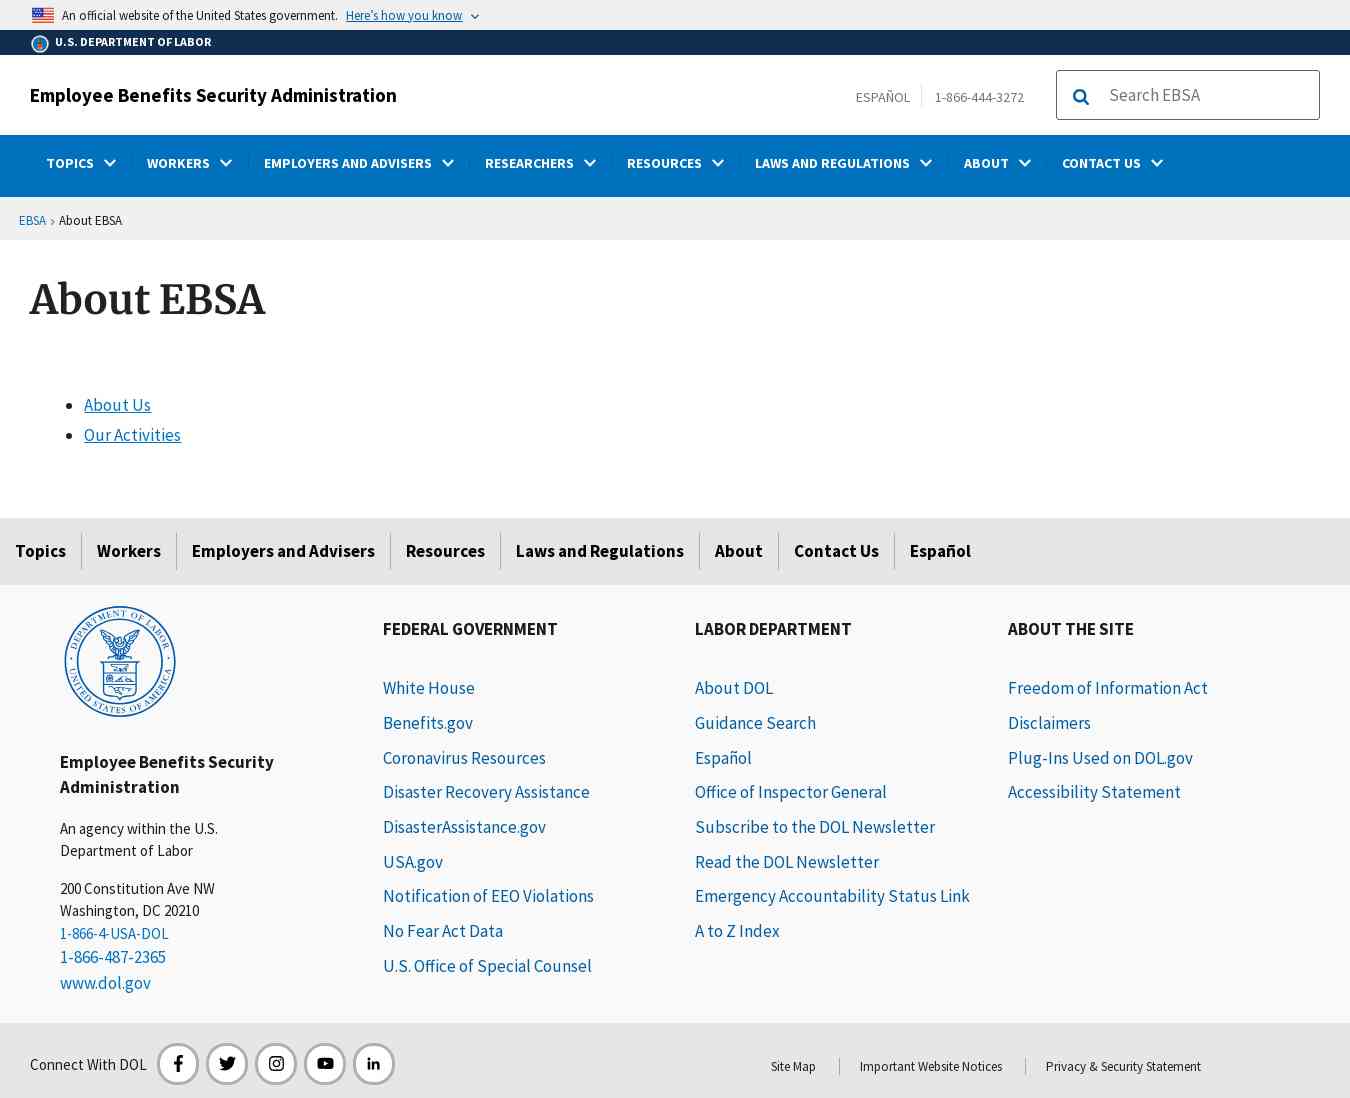 An official website of the United States government. Here's how you know
U.S. DEPARTMENT OF LABOR
Employee Benefits Security Administration
ESPAÑOL
1-866-444-3272
Search EBSA
TOPICS
WORKERS
EMPLOYERS AND ADVISERS
RESEARCHERS
RESOURCES
LAWS AND REGULATIONS
ABOUT
CONTACT US
EBSA › About EBSA
About EBSA
About Us
Our Activities
Topics
Workers
Employers and Advisers
Resources
Laws and Regulations
About
Contact Us
Español
DEPARTMENT OF LABOR
UNITED STATES OF AMERICA
Employee Benefits Security
Administration
An agency within the U.S.
Department of Labor
200 Constitution Ave NW
Washington, DC 20210
1-866-4-USA-DOL
1-866-487-2365
www.dol.gov
FEDERAL GOVERNMENT
White House
Benefits.gov
Coronavirus Resources
Disaster Recovery Assistance
DisasterAssistance.gov
USA.gov
Notification of EEO Violations
No Fear Act Data
U.S. Office of Special Counsel
LABOR DEPARTMENT
About DOL
Guidance Search
Español
Office of Inspector General
Subscribe to the DOL Newsletter
Read the DOL Newsletter
Emergency Accountability Status Link
A to Z Index
ABOUT THE SITE
Freedom of Information Act
Disclaimers
Plug-Ins Used on DOL.gov
Accessibility Statement
Connect With DOL
Site Map
Important Website Notices
Privacy & Security Statement